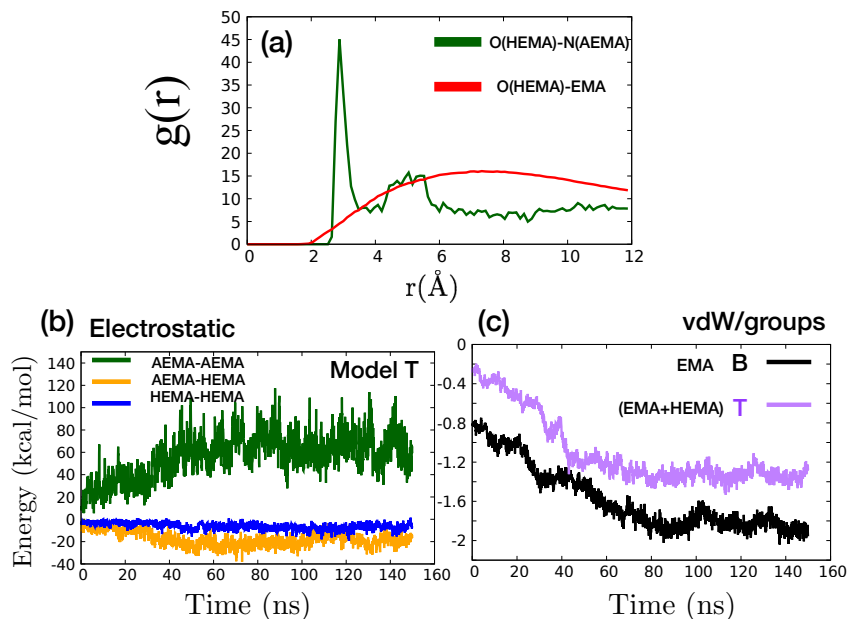 (a)
O(HEMA)-N(AEMA)
O(HEMA)-EMA
g(r)
50
45
40
35
30
25
20
15
10
5
0
0 2 4 6 8 10 12
r(Å)
(b) Electrostatic
Model T
AEMA-AEMA
AEMA-HEMA
HEMA-HEMA
Energy (kcal/mol)
140
120
100
80
60
40
20
0
-20
-40
0 20 40 60 80 100 120 140 160
Time (ns)
(c) vdW/groups
EMA B
(EMA+HEMA) T
0
-0.4
-0.8
-1.2
-1.6
-2
0 20 40 60 80 100 120 140 160
Time (ns)